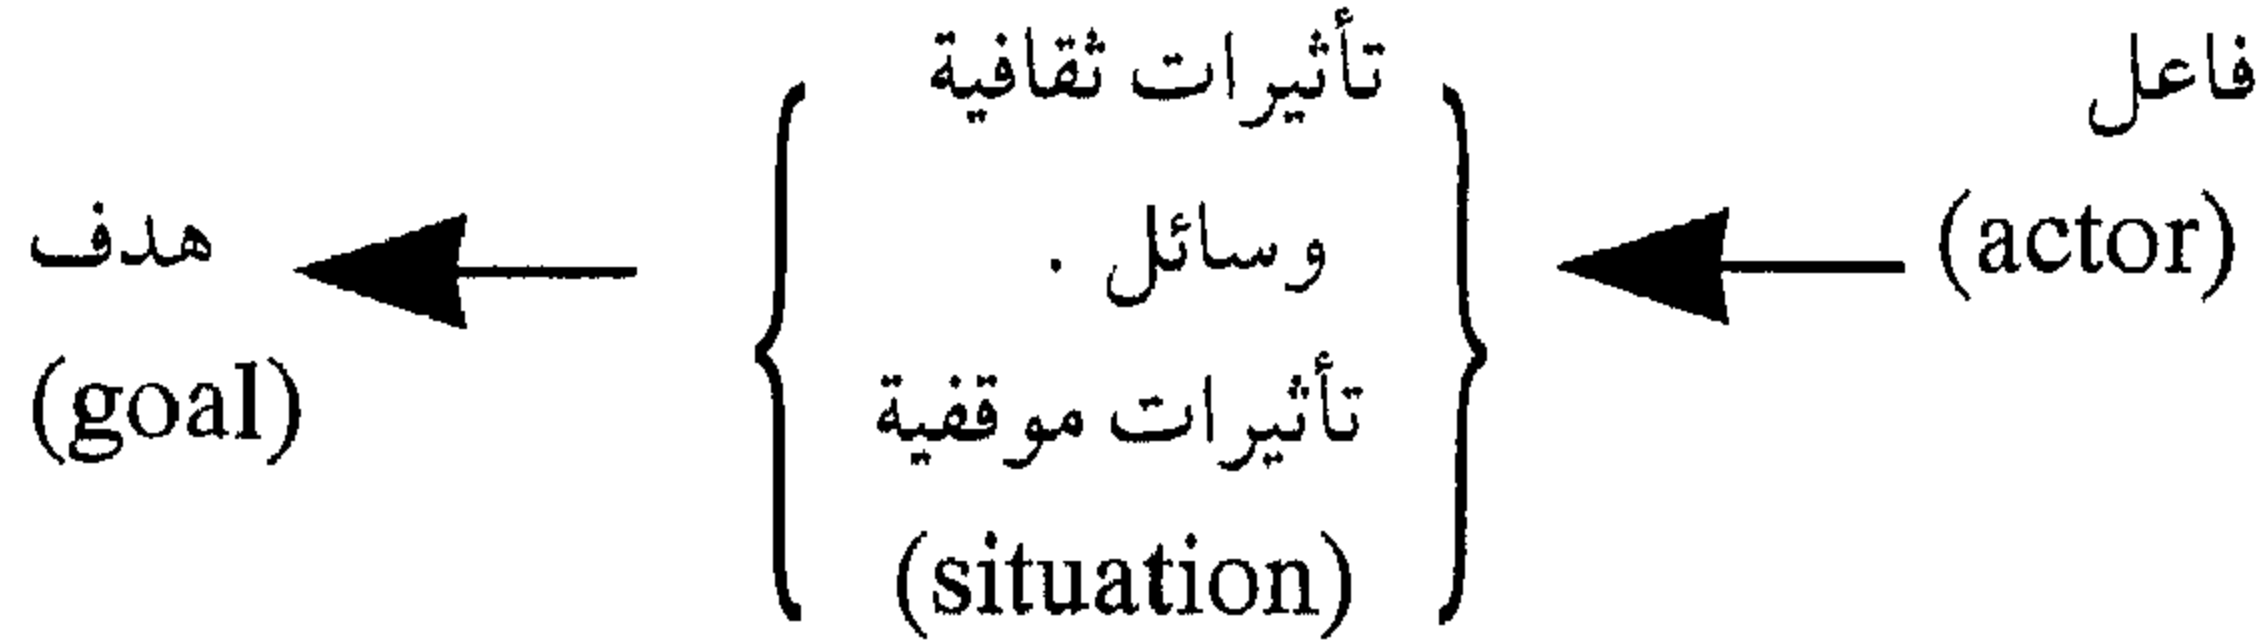 فاعل
(actor)
تأثيرات ثقافية
وسائل .
تأثيرات موقفية
(situation)
هدف
(goal)